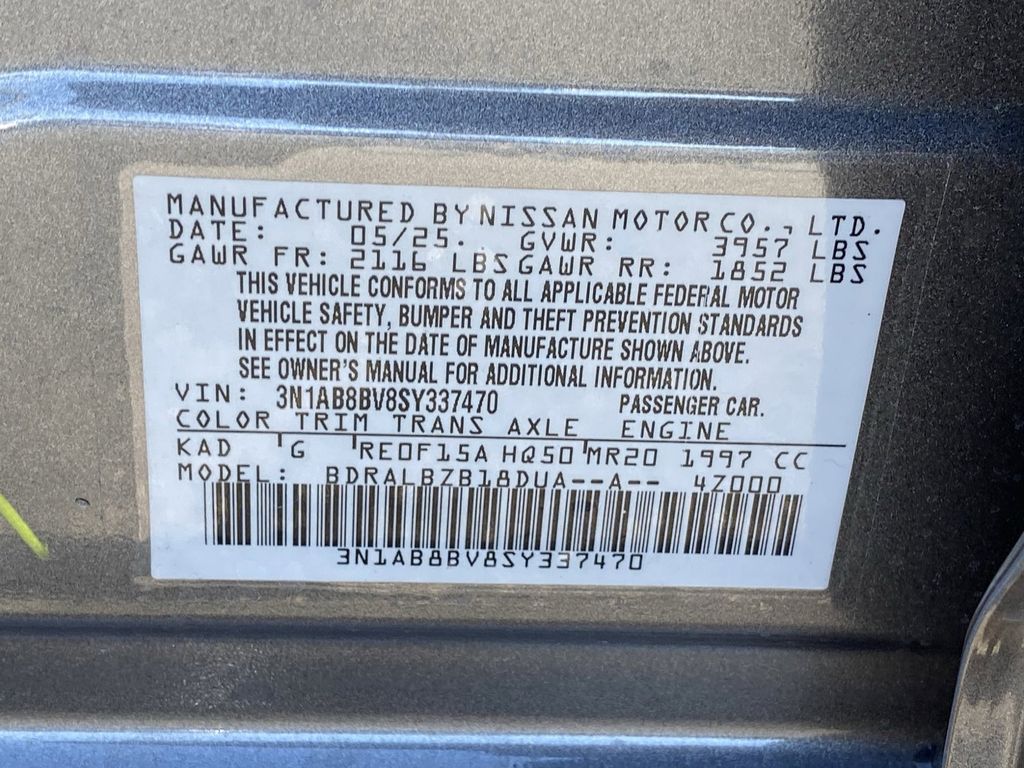 MANUFACTURED BY NISSAN MOTOR CO., LTD.
DATE: 05/25. GVWR: 3957 LBS
GAWR FR: 2116 LBS GAWR RR: 1852 LBS
THIS VEHICLE CONFORMS TO ALL APPLICABLE FEDERAL MOTOR
VEHICLE SAFETY, BUMPER AND THEFT PREVENTION STANDARDS
IN EFFECT ON THE DATE OF MANUFACTURE SHOWN ABOVE.
SEE OWNER'S MANUAL FOR ADDITIONAL INFORMATION.
VIN: 3N1AB8BV8SY337470 PASSENGER CAR.
COLOR TRIM TRANS AXLE ENGINE
KAD G RE0F15A HQ50 MR20 1997 CC
MODEL: BDRALBZB18DUA--A-- 4Z000
3N1AB8BV8SY337470